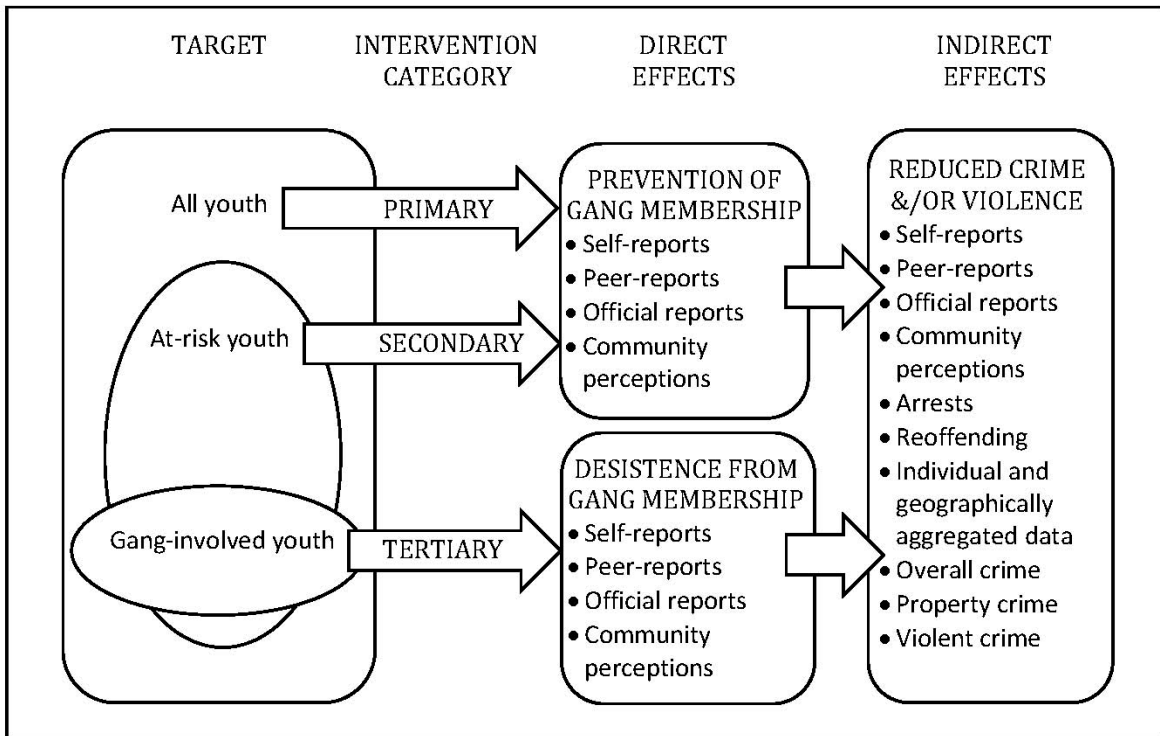 TARGET
INTERVENTION
CATEGORY
DIRECT
EFFECTS
INDIRECT
EFFECTS
All youth
At-risk youth
Gang-involved youth
PRIMARY
SECONDARY
TERTIARY
PREVENTION OF
GANG MEMBERSHIP
• Self-reports
• Peer-reports
• Official reports
• Community
perceptions
DESISTENCE FROM
GANG MEMBERSHIP
• Self-reports
• Peer-reports
• Official reports
• Community
perceptions
REDUCED CRIME
&/OR VIOLENCE
• Self-reports
• Peer-reports
• Official reports
• Community
perceptions
• Arrests
• Reoffending
• Individual and
geographically
aggregated data
• Overall crime
• Property crime
• Violent crime